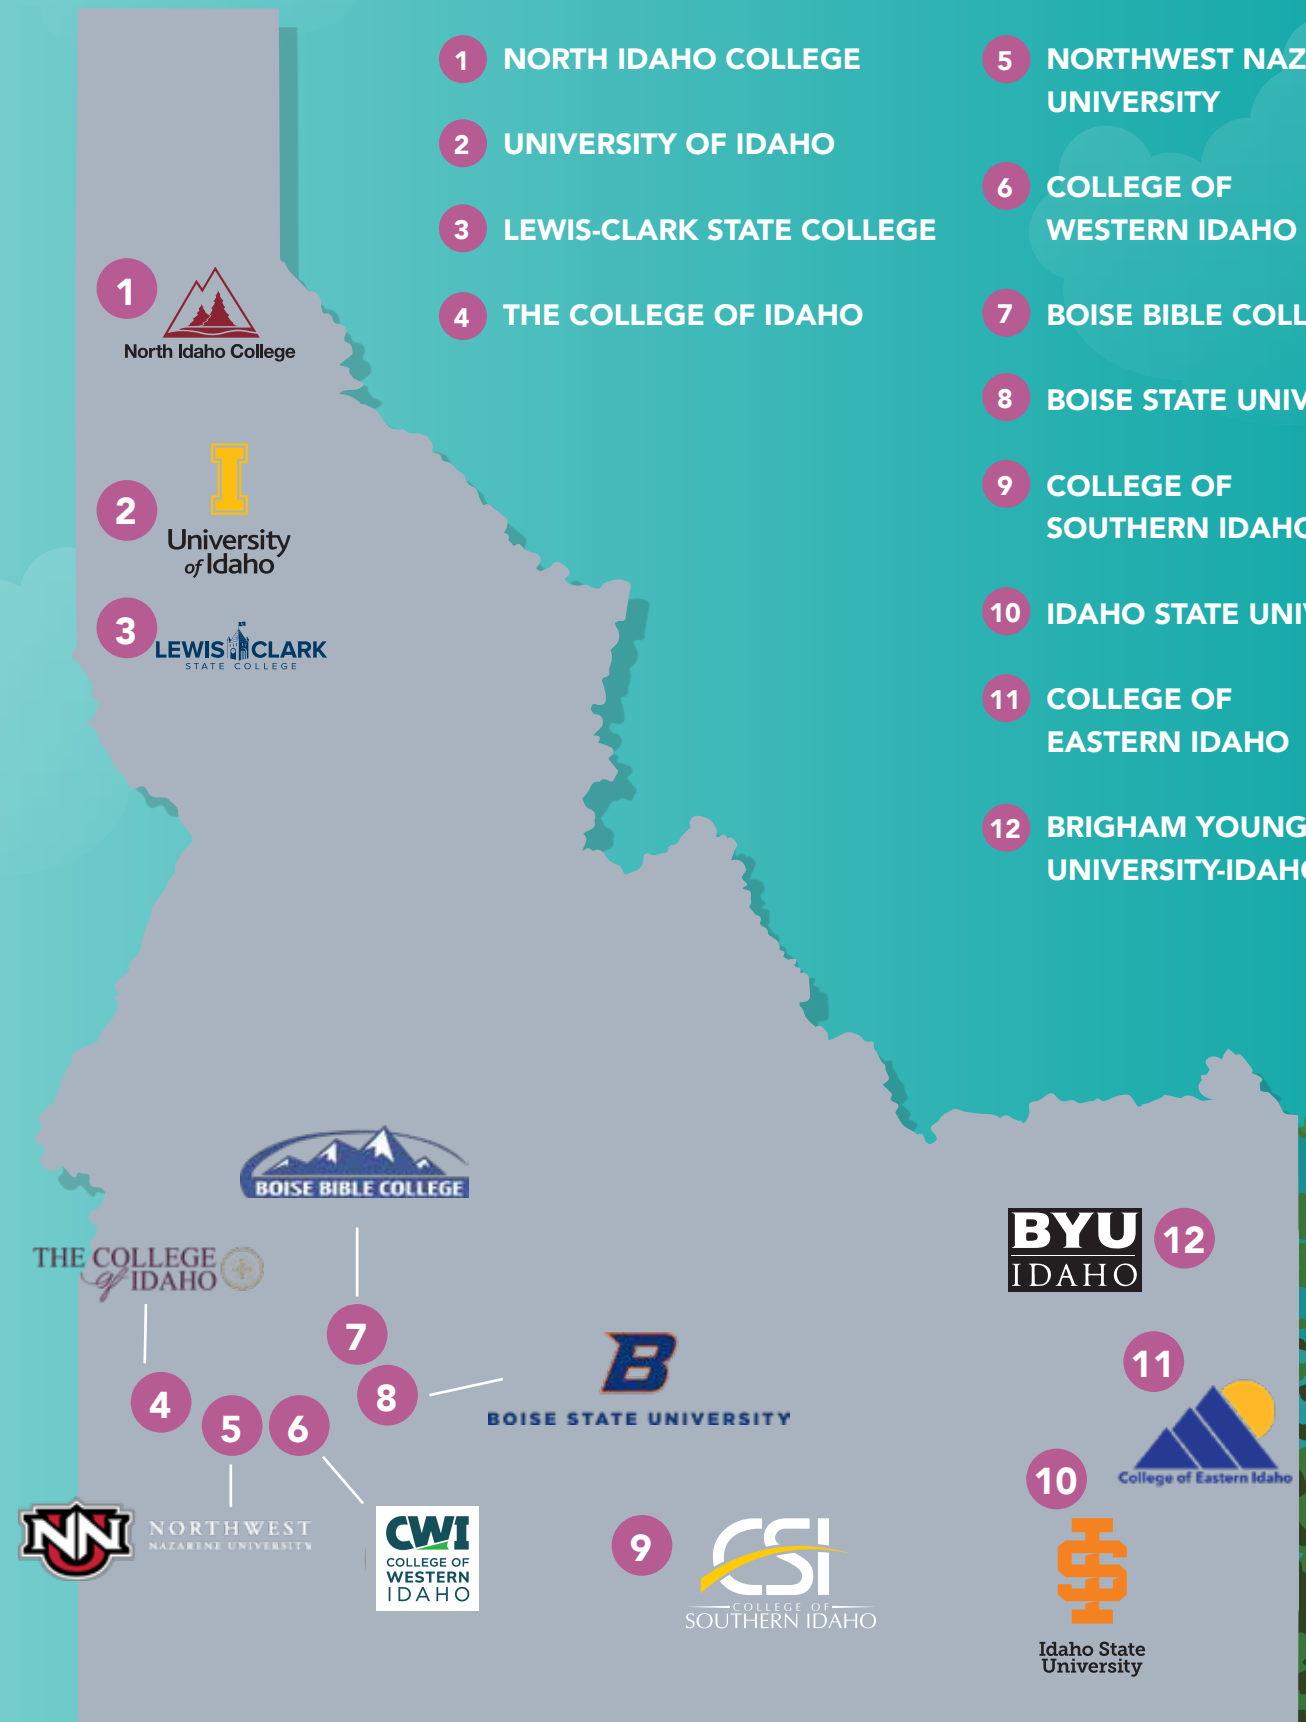 1 NORTH IDAHO COLLEGE
2 UNIVERSITY OF IDAHO
3 LEWIS-CLARK STATE COLLEGE
4 THE COLLEGE OF IDAHO
5 NORTHWEST NAZ
UNIVERSITY
6 COLLEGE OF
WESTERN IDAHO
7 BOISE BIBLE COLL
8 BOISE STATE UNIV
9 COLLEGE OF
SOUTHERN IDAHO
10 IDAHO STATE UNIV
11 COLLEGE OF
EASTERN IDAHO
12 BRIGHAM YOUNG
UNIVERSITY-IDAHO
1
North Idaho College
2
I
University
of Idaho
3
LEWIS CLARK
STATE COLLEGE
BOISE BIBLE COLLEGE
THE COLLEGE
of IDAHO
7
4
5
6
8
B
BOISE STATE UNIVERSITY
NN
NORTHWEST
NAZARENE UNIVERSITY
CWI
COLLEGE OF
WESTERN
IDAHO
9
CSI
COLLEGE OF
SOUTHERN IDAHO
BYU
IDAHO
12
11
College of Eastern Idaho
10
IS
Idaho State
University